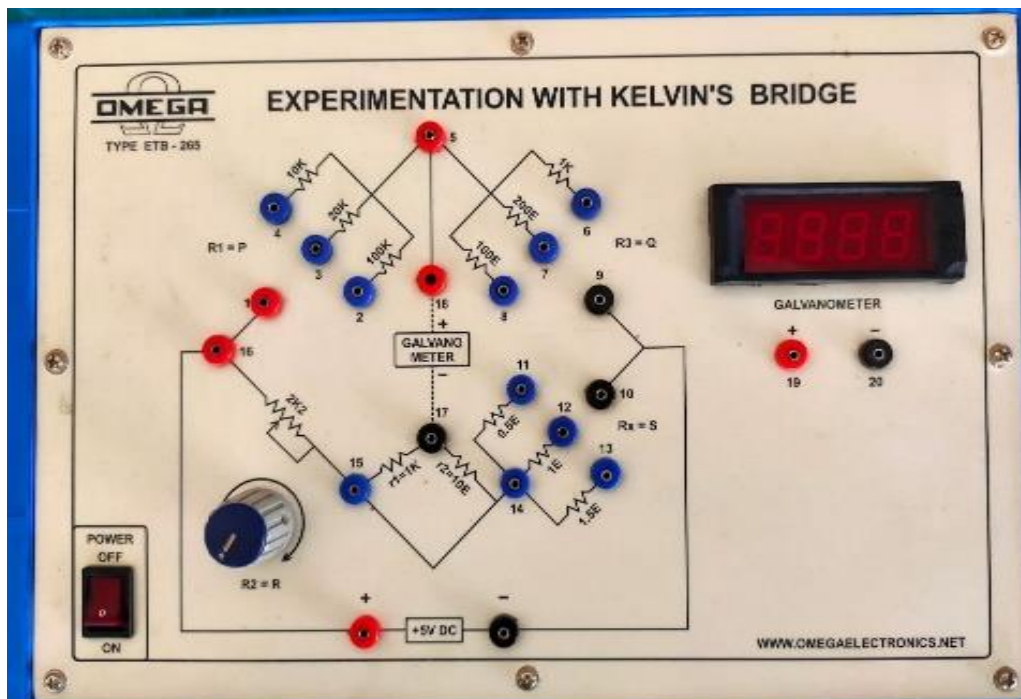 OMEGA
TYPE ETB - 265
EXPERIMENTATION WITH KELVIN'S BRIDGE
5
10K
4
20K
3
100K
2
R1 = P
1K
6
200E
7
100E
8
R3 = Q
9
1
16
18
+
GALVANO
METER
−
17
2K2
15
r1=1K
r2=10E
14
11
0.5E
12
1E
13
1.5E
10
Rx = S
GALVANOMETER
+
−
19
20
R2 = R
POWER
OFF
0
ON
+
+5V DC
−
WWW.OMEGAELECTRONICS.NET